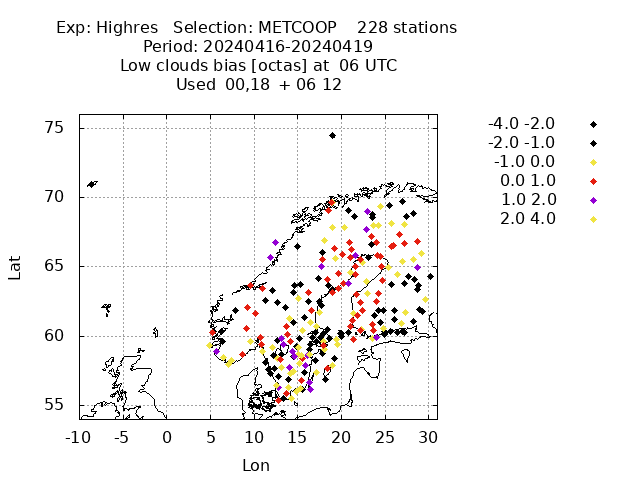 Exp: Highres   Selection: METCOOP    228 stations
Period: 20240416-20240419
Low clouds bias [octas] at  06 UTC
Used  00,18  + 06 12
-4.0 -2.0
-2.0 -1.0
-1.0 0.0
0.0 1.0
1.0 2.0
2.0 4.0
75
70
65
60
55
Lat
-10 -5 0 5 10 15 20 25 30
Lon